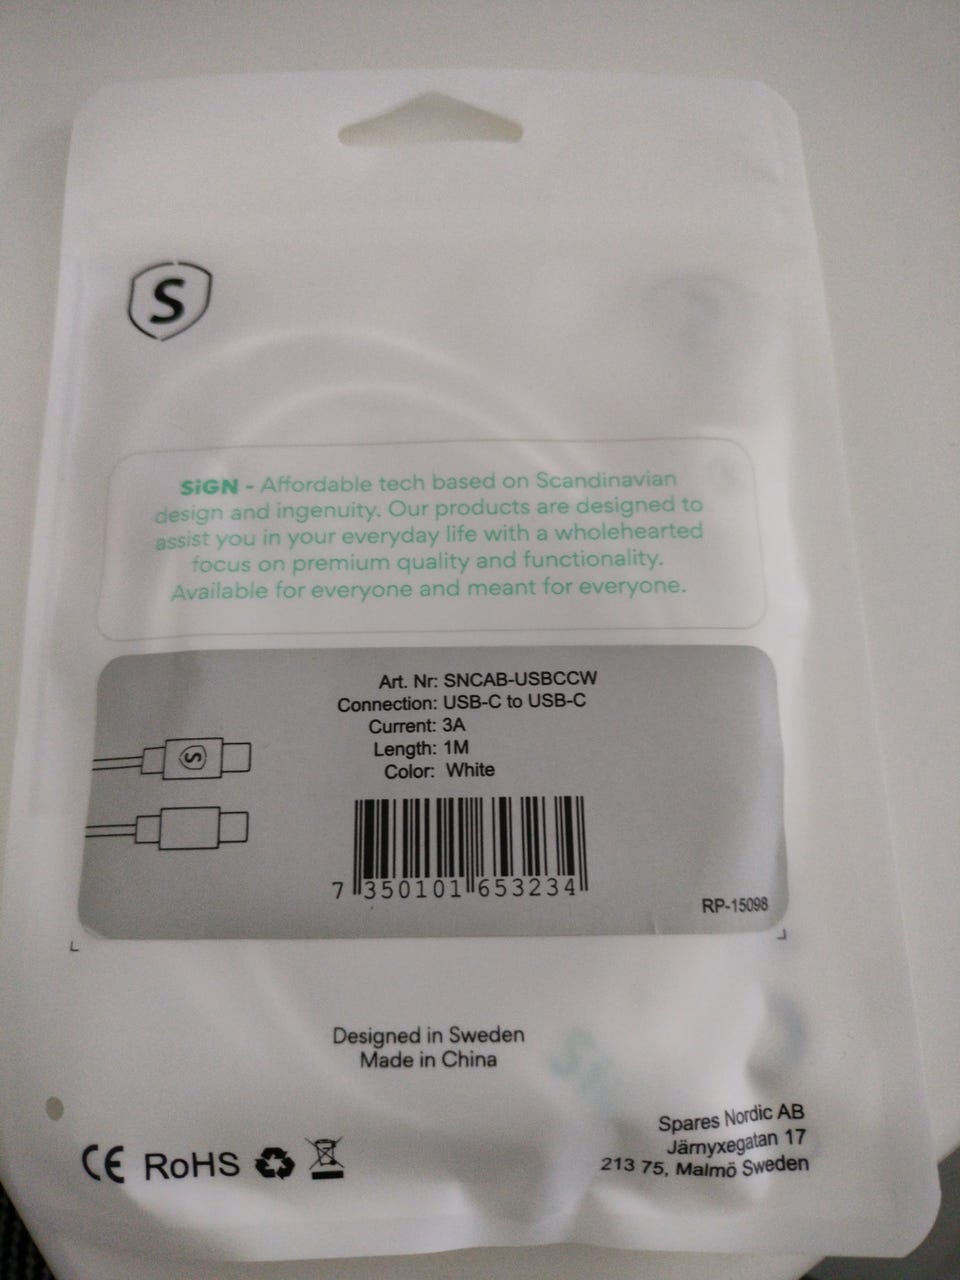 S
SiGN - Affordable tech based on Scandinavian
design and ingenuity. Our products are designed to
assist you in your everyday life with a wholehearted
focus on premium quality and functionality.
Available for everyone and meant for everyone.
Art. Nr: SNCAB-USBCCW
Connection: USB-C to USB-C
Current: 3A
Length: 1M
Color: White
S
7 350101 653234
RP-15098
Designed in Sweden
Made in China
CE RoHS
Spares Nordic AB
Järnyxegatan 17
213 75, Malmö Sweden